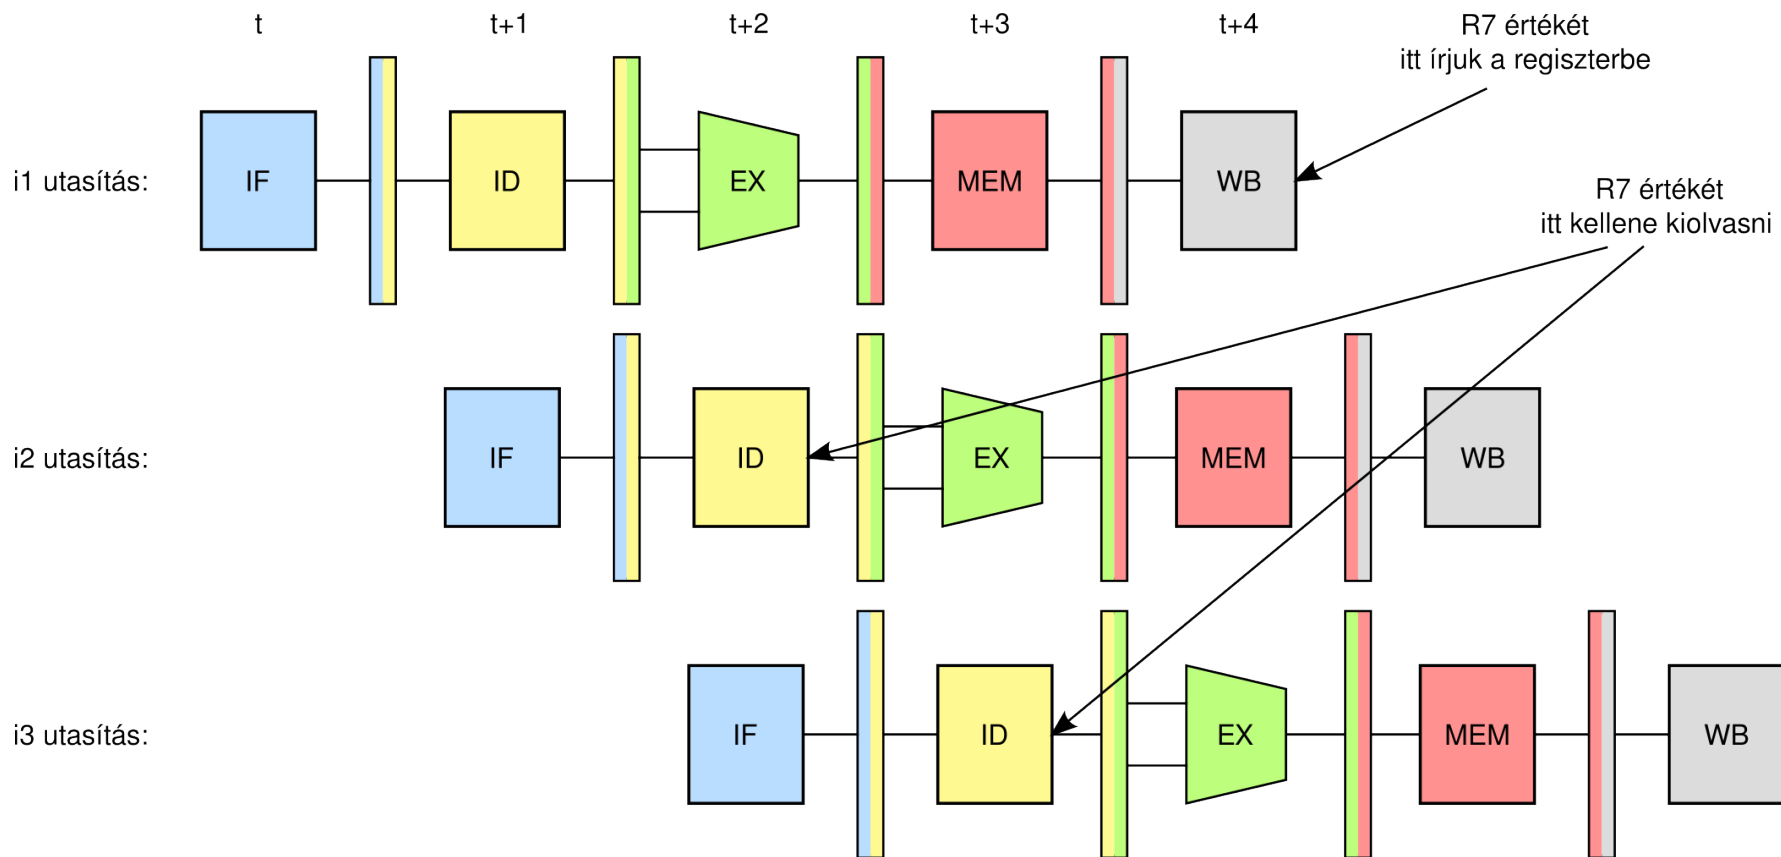 t
t+1
t+2
t+3
t+4
R7 értékét
itt írjuk a regiszterbe
i1 utasítás:
IF
ID
EX
MEM
WB
R7 értékét
itt kellene kiolvasni
i2 utasítás:
IF
ID
EX
MEM
WB
i3 utasítás:
IF
ID
EX
MEM
WB